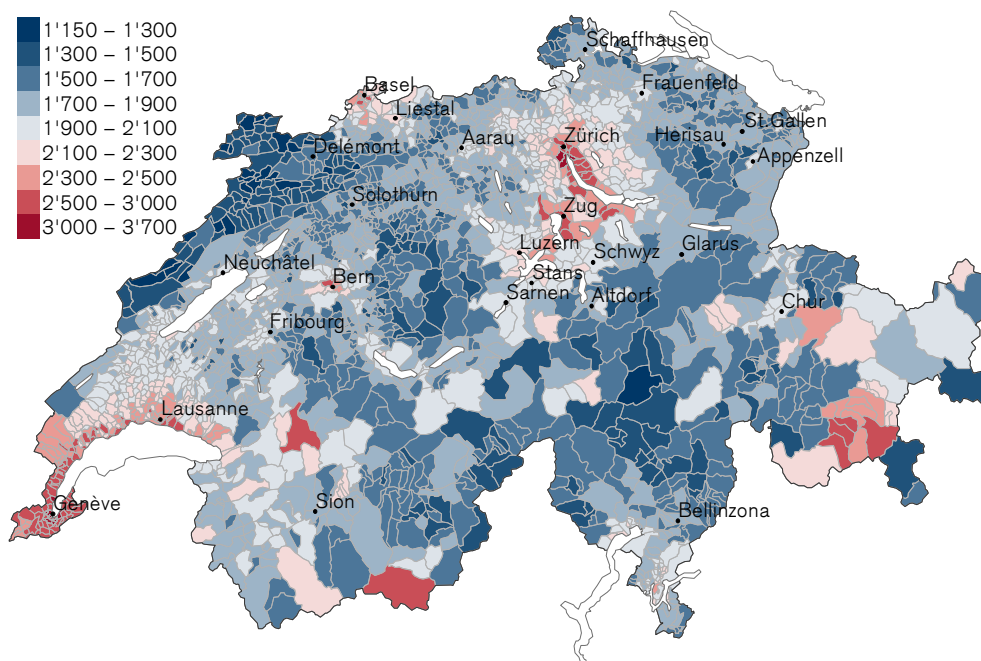 1'150 – 1'300
1'300 – 1'500
1'500 – 1'700
1'700 – 1'900
1'900 – 2'100
2'100 – 2'300
2'300 – 2'500
2'500 – 3'000
3'000 – 3'700
Schaffhausen
Basel
Frauenfeld
Liestal
St.Gallen
Delémont
Aarau
Zürich
Herisau
Appenzell
Solothurn
Zug
Neuchâtel
Bern
Luzern
Schwyz
Glarus
Stans
Sarnen
Altdorf
Chur
Fribourg
Lausanne
Genève
Sion
Bellinzona